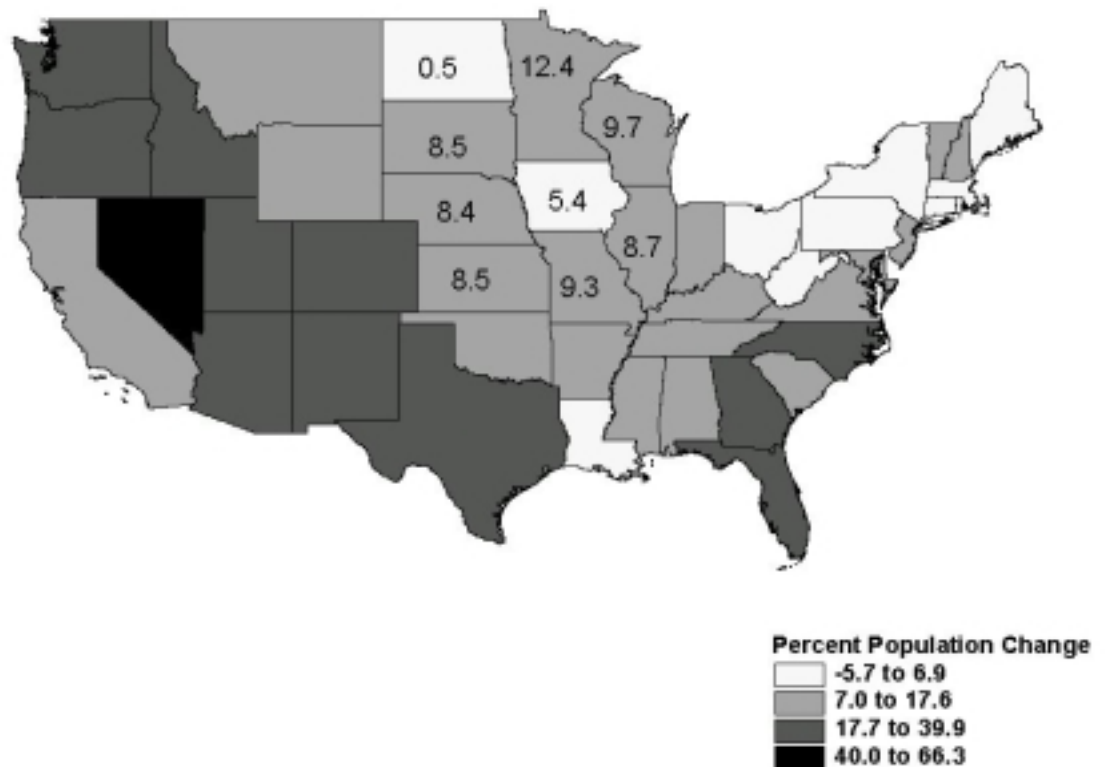 0.5
12.4
9.7
8.5
5.4
8.4
8.7
8.5
9.3
Percent Population Change
-5.7 to 6.9
7.0 to 17.6
17.7 to 39.9
40.0 to 66.3